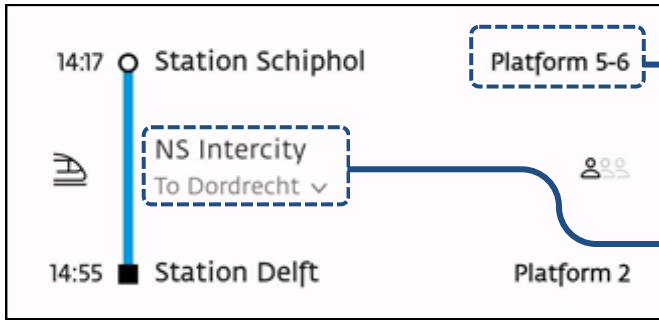 14:17 Station Schiphol Platform 5-6
NS Intercity
To Dordrecht
14:55 Station Delft Platform 2